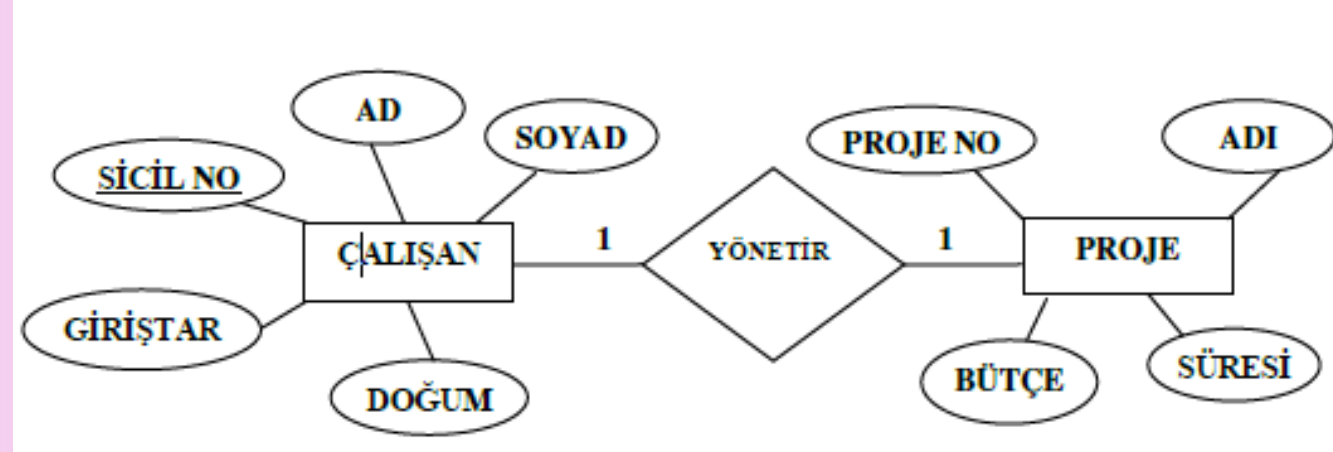 AD
SOYAD
SİCİL NO
ÇALIŞAN
GİRİŞTAR
DOĞUM
1
YÖNETİR
1
PROJE NO
ADI
PROJE
BÜTÇE
SÜRESİ